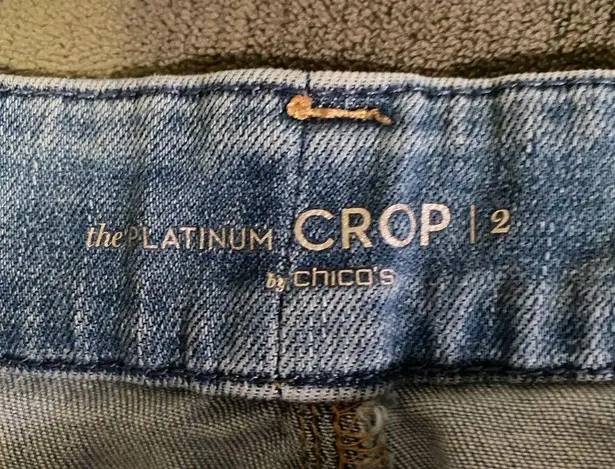 the PLATINUM CROP | 2
by chico's